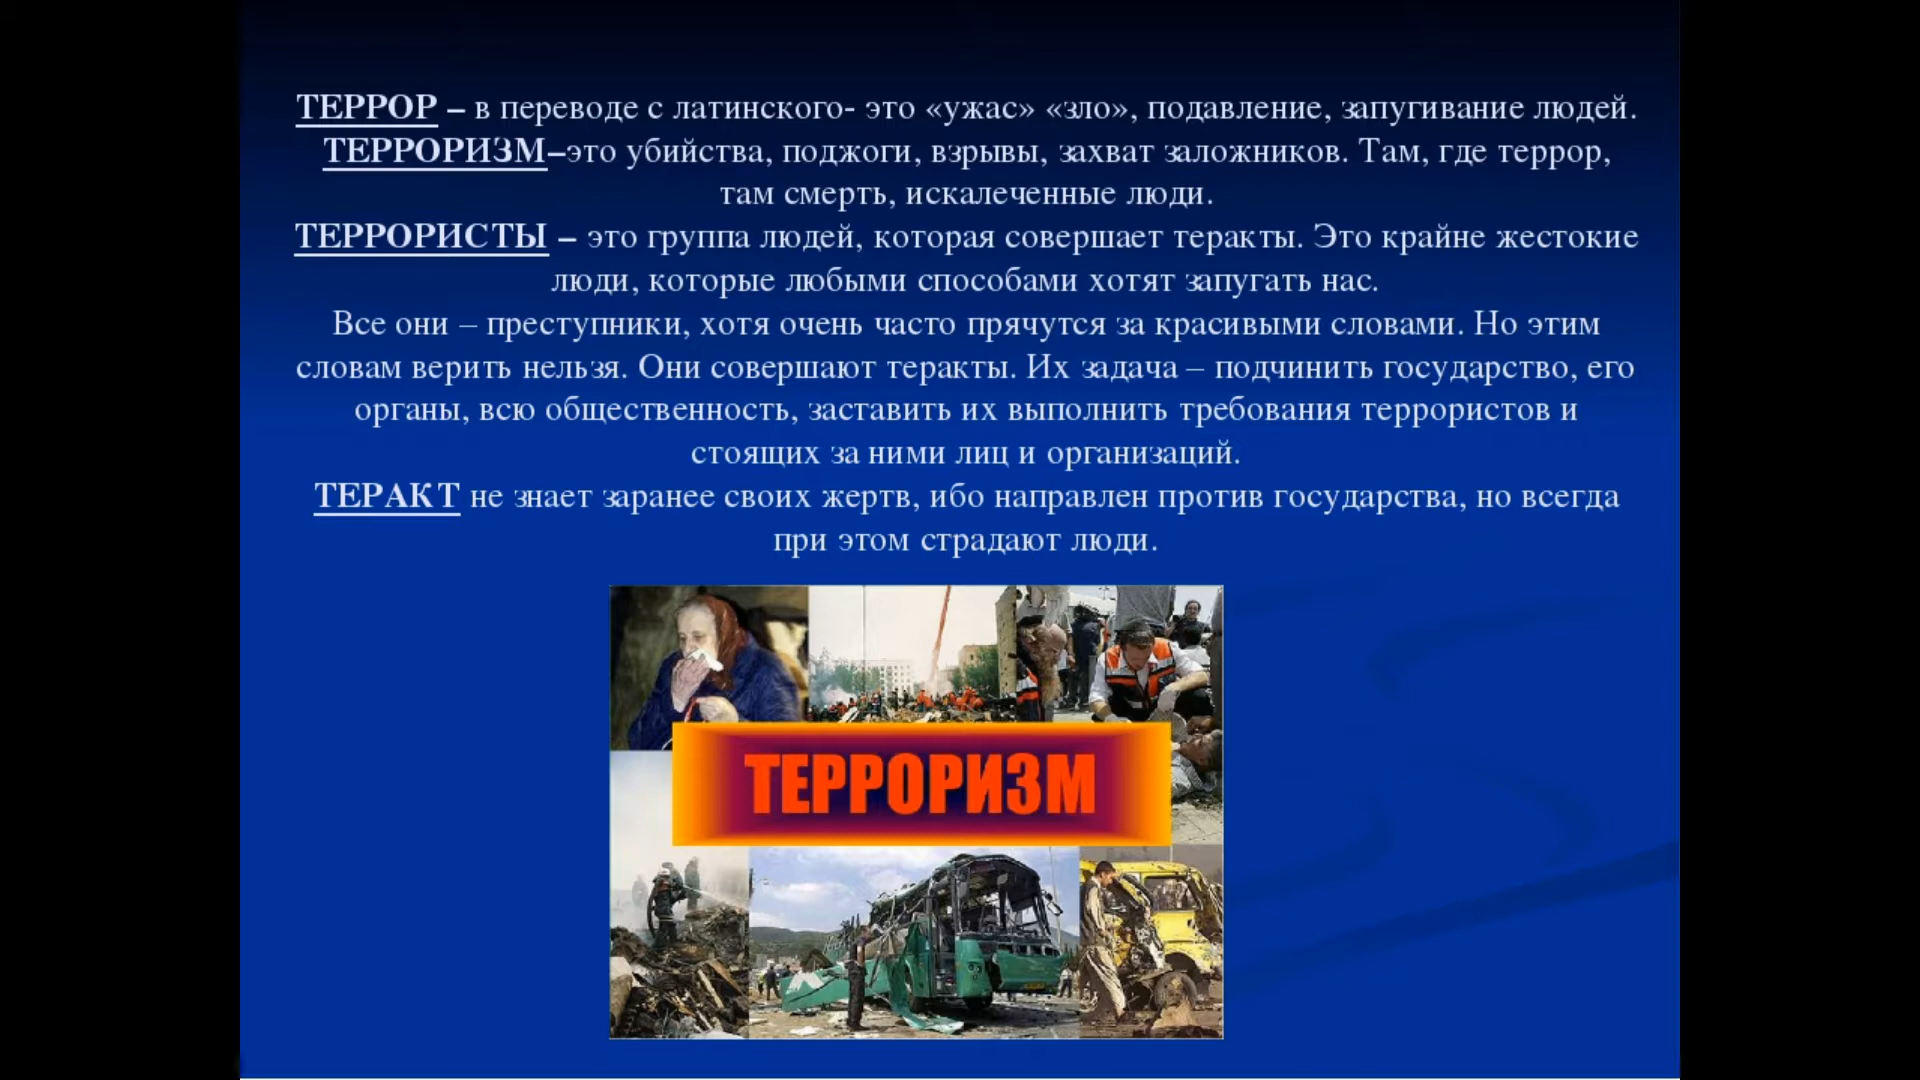 ТЕРРОР – в переводе с латинского- это «ужас» «зло», подавление, запугивание людей.
ТЕРРОРИЗМ–это убийства, поджоги, взрывы, захват заложников. Там, где террор,
там смерть, искалеченные люди.
ТЕРРОРИСТЫ – это группа людей, которая совершает теракты. Это крайне жестокие
люди, которые любыми способами хотят запугать нас.
Все они – преступники, хотя очень часто прячутся за красивыми словами. Но этим
словам верить нельзя. Они совершают теракты. Их задача – подчинить государство, его
органы, всю общественность, заставить их выполнить требования террористов и
стоящих за ними лиц и организаций.
ТЕРАКТ не знает заранее своих жертв, ибо направлен против государства, но всегда
при этом страдают люди.
ТЕРРОРИЗМ